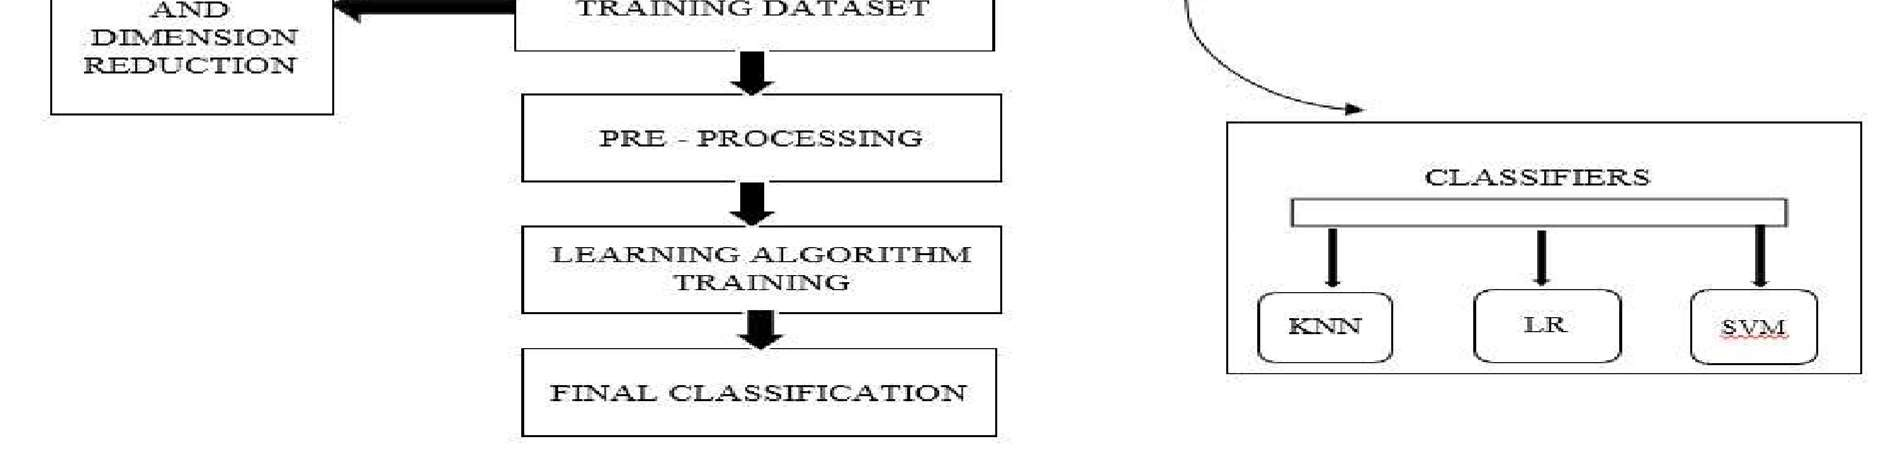 AND
DIMENSION
REDUCTION
TRAINING DATASET
PRE - PROCESSING
LEARNING ALGORITHM
TRAINING
FINAL CLASSIFICATION
CLASSIFIERS
KNN
LR
SVM